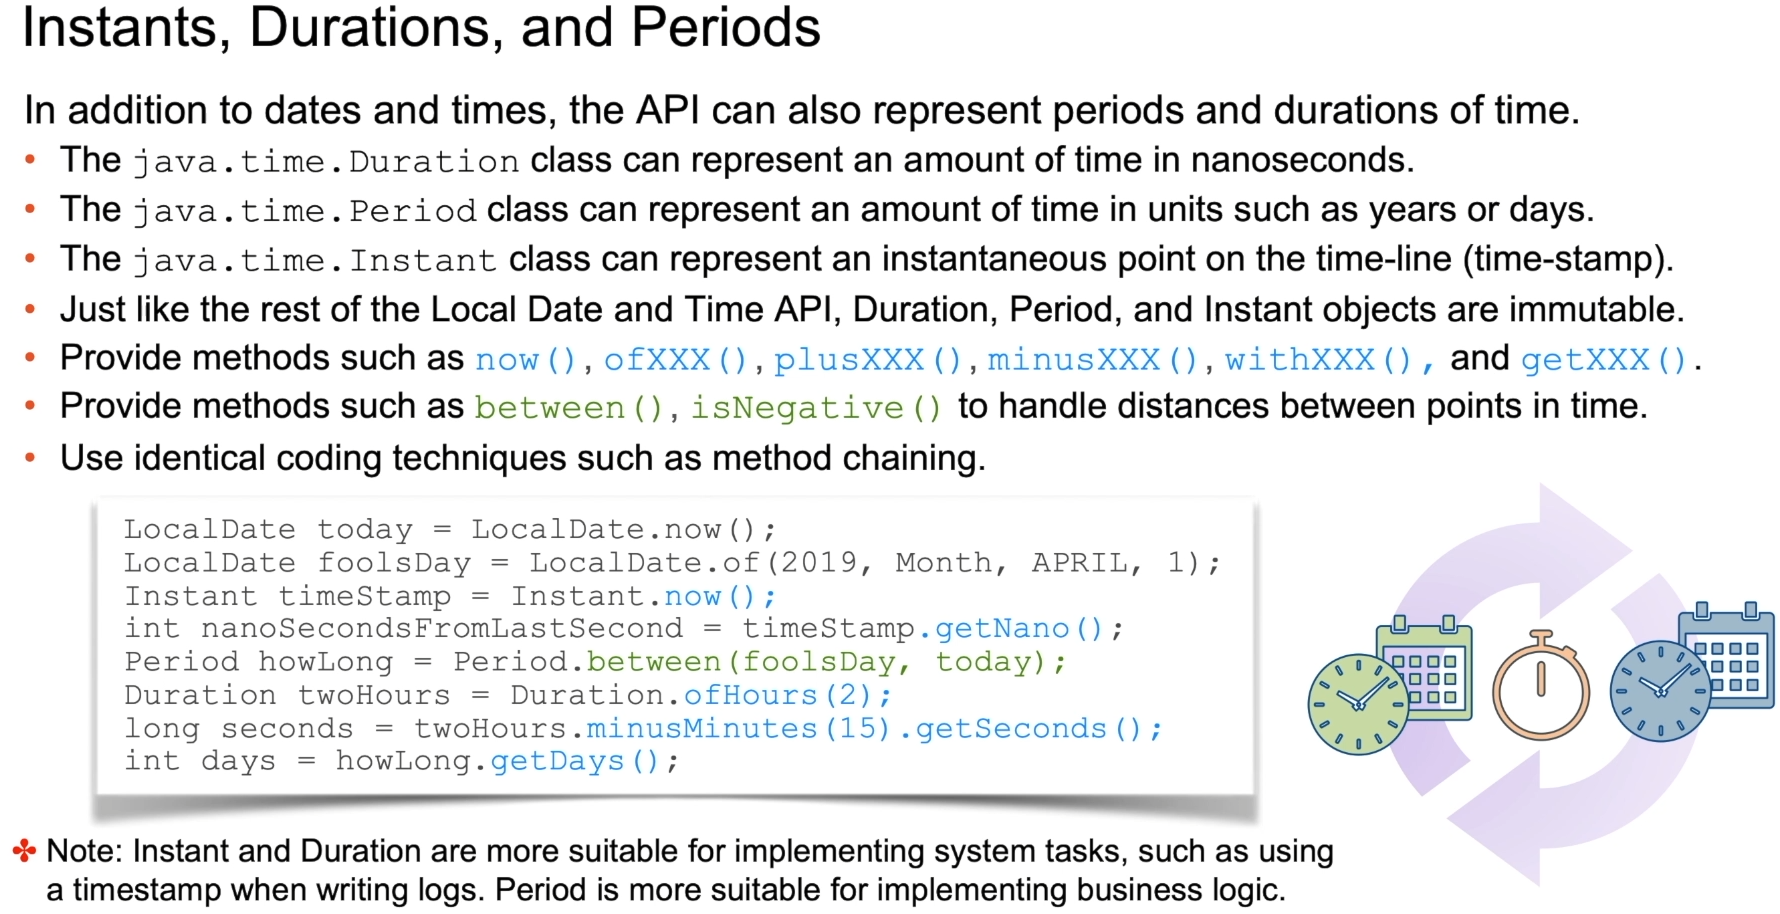 Instants, Durations, and Periods
In addition to dates and times, the API can also represent periods and durations of time.
• The java.time.Duration class can represent an amount of time in nanoseconds.
• The java.time.Period class can represent an amount of time in units such as years or days.
• The java.time.Instant class can represent an instantaneous point on the time-line (time-stamp).
• Just like the rest of the Local Date and Time API, Duration, Period, and Instant objects are immutable.
• Provide methods such as now(), ofXXX(), plusXXX(), minusXXX(), withXXX(), and getXXX().
• Provide methods such as between(), isNegative() to handle distances between points in time.
• Use identical coding techniques such as method chaining.
LocalDate today = LocalDate.now();
LocalDate foolsDay = LocalDate.of(2019, Month, APRIL, 1);
Instant timeStamp = Instant.now();
int nanoSecondsFromLastSecond = timeStamp.getNano();
Period howLong = Period.between(foolsDay, today);
Duration twoHours = Duration.ofHours(2);
long seconds = twoHours.minusMinutes(15).getSeconds();
int days = howLong.getDays();
✤ Note: Instant and Duration are more suitable for implementing system tasks, such as using
a timestamp when writing logs. Period is more suitable for implementing business logic.